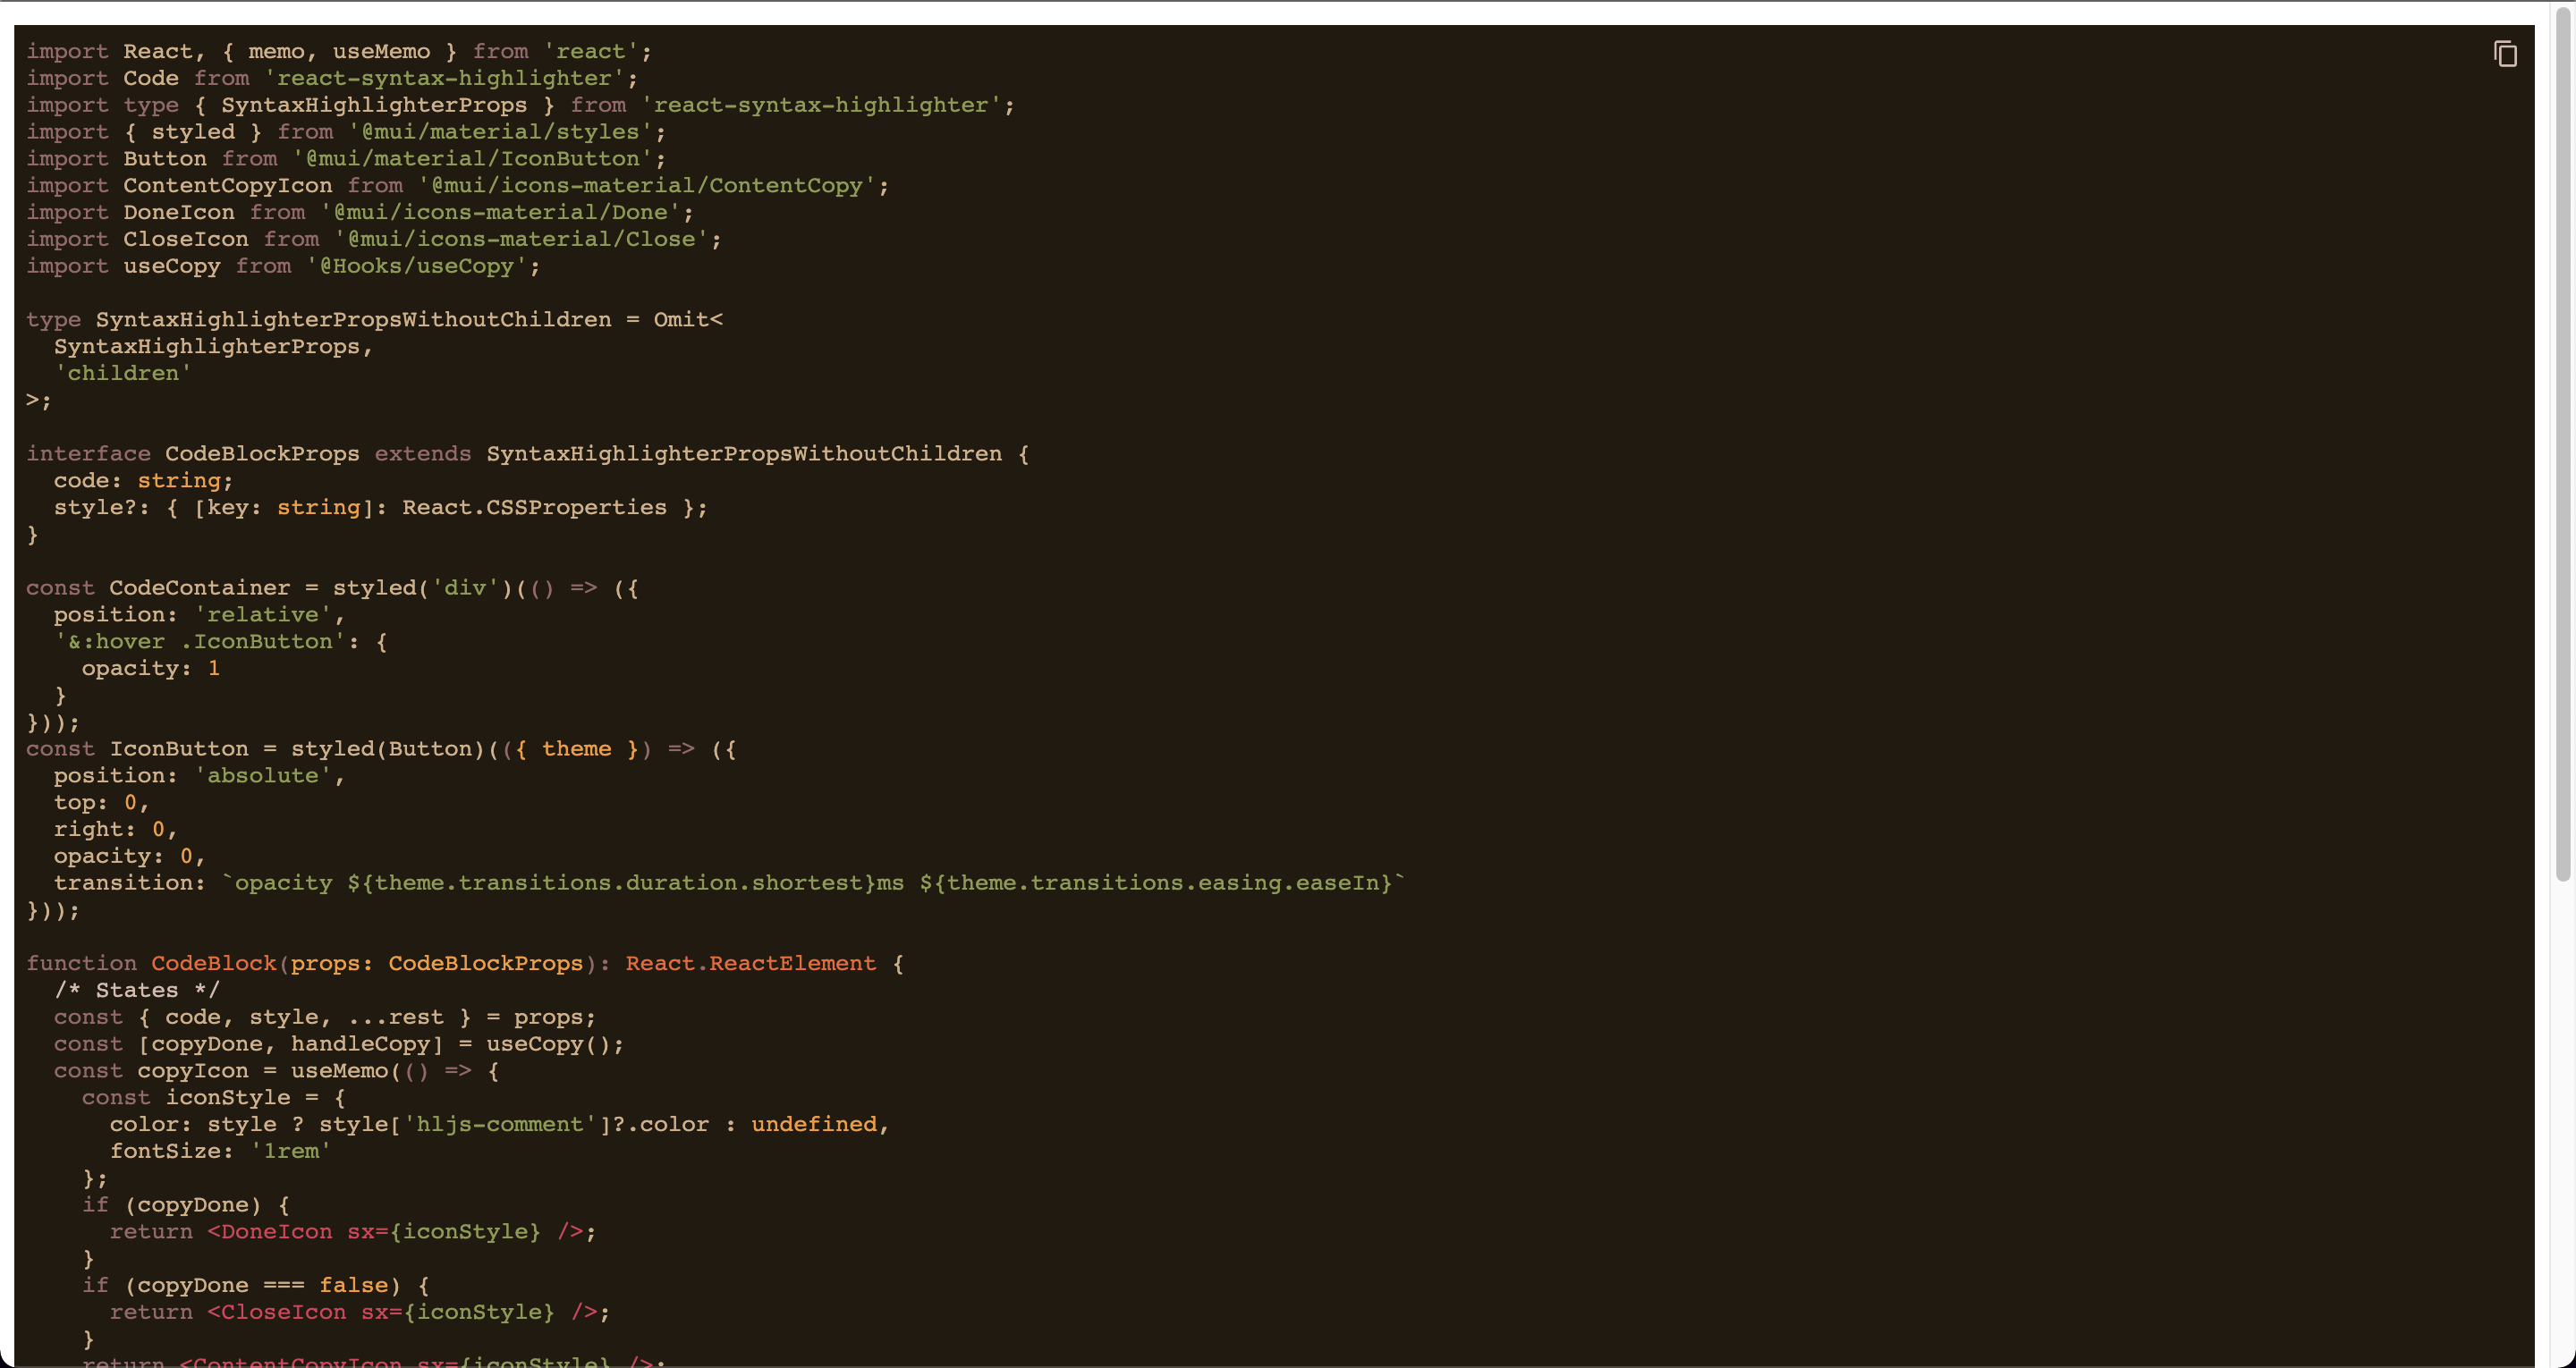 import React, { memo, useMemo } from 'react';
import Code from 'react-syntax-highlighter';
import type { SyntaxHighlighterProps } from 'react-syntax-highlighter';
import { styled } from '@mui/material/styles';
import Button from '@mui/material/IconButton';
import ContentCopyIcon from '@mui/icons-material/ContentCopy';
import DoneIcon from '@mui/icons-material/Done';
import CloseIcon from '@mui/icons-material/Close';
import useCopy from '@Hooks/useCopy';

type SyntaxHighlighterPropsWithoutChildren = Omit<
  SyntaxHighlighterProps,
  'children'
>;

interface CodeBlockProps extends SyntaxHighlighterPropsWithoutChildren {
  code: string;
  style?: { [key: string]: React.CSSProperties };
}

const CodeContainer = styled('div')(() => ({
  position: 'relative',
  '&:hover .IconButton': {
    opacity: 1
  }
}));
const IconButton = styled(Button)(({ theme }) => ({
  position: 'absolute',
  top: 0,
  right: 0,
  opacity: 0,
  transition: `opacity ${theme.transitions.duration.shortest}ms ${theme.transitions.easing.easeIn}`
}));

function CodeBlock(props: CodeBlockProps): React.ReactElement {
  /* States */
  const { code, style, ...rest } = props;
  const [copyDone, handleCopy] = useCopy();
  const copyIcon = useMemo(() => {
    const iconStyle = {
      color: style ? style['hljs-comment']?.color : undefined,
      fontSize: '1rem'
    };
    if (copyDone) {
      return <DoneIcon sx={iconStyle} />;
    }
    if (copyDone === false) {
      return <CloseIcon sx={iconStyle} />;
    }
    return <ContentCopyIcon sx={iconStyle} />;